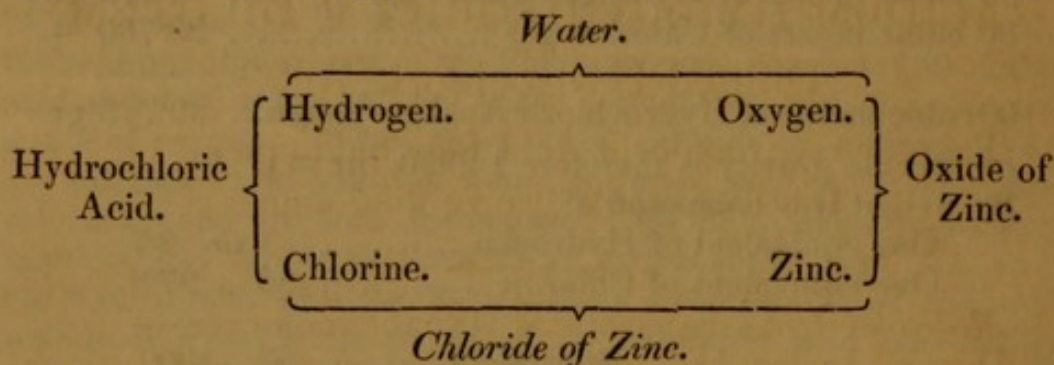 Water.
Hydrogen. Oxygen.
Hydrochloric Acid. Oxide of Zinc.
Chlorine. Zinc.
Chloride of Zinc.